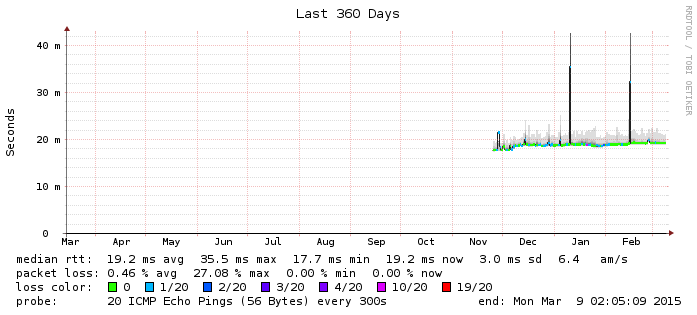 Last 360 Days
RRDTOOL / TOBI OETIKER
Seconds
40 m
30 m
20 m
10 m
0
Mar Apr May Jun Jul Aug Sep Oct Nov Dec Jan Feb
median rtt: 19.2 ms avg 35.5 ms max 17.7 ms min 19.2 ms now 3.0 ms sd 6.4 am/s
packet loss: 0.46 % avg 27.08 % max 0.00 % min 0.00 % now
loss color: 0 1/20 2/20 3/20 4/20 10/20 19/20
probe: 20 ICMP Echo Pings (56 Bytes) every 300s end: Mon Mar 9 02:05:09 2015